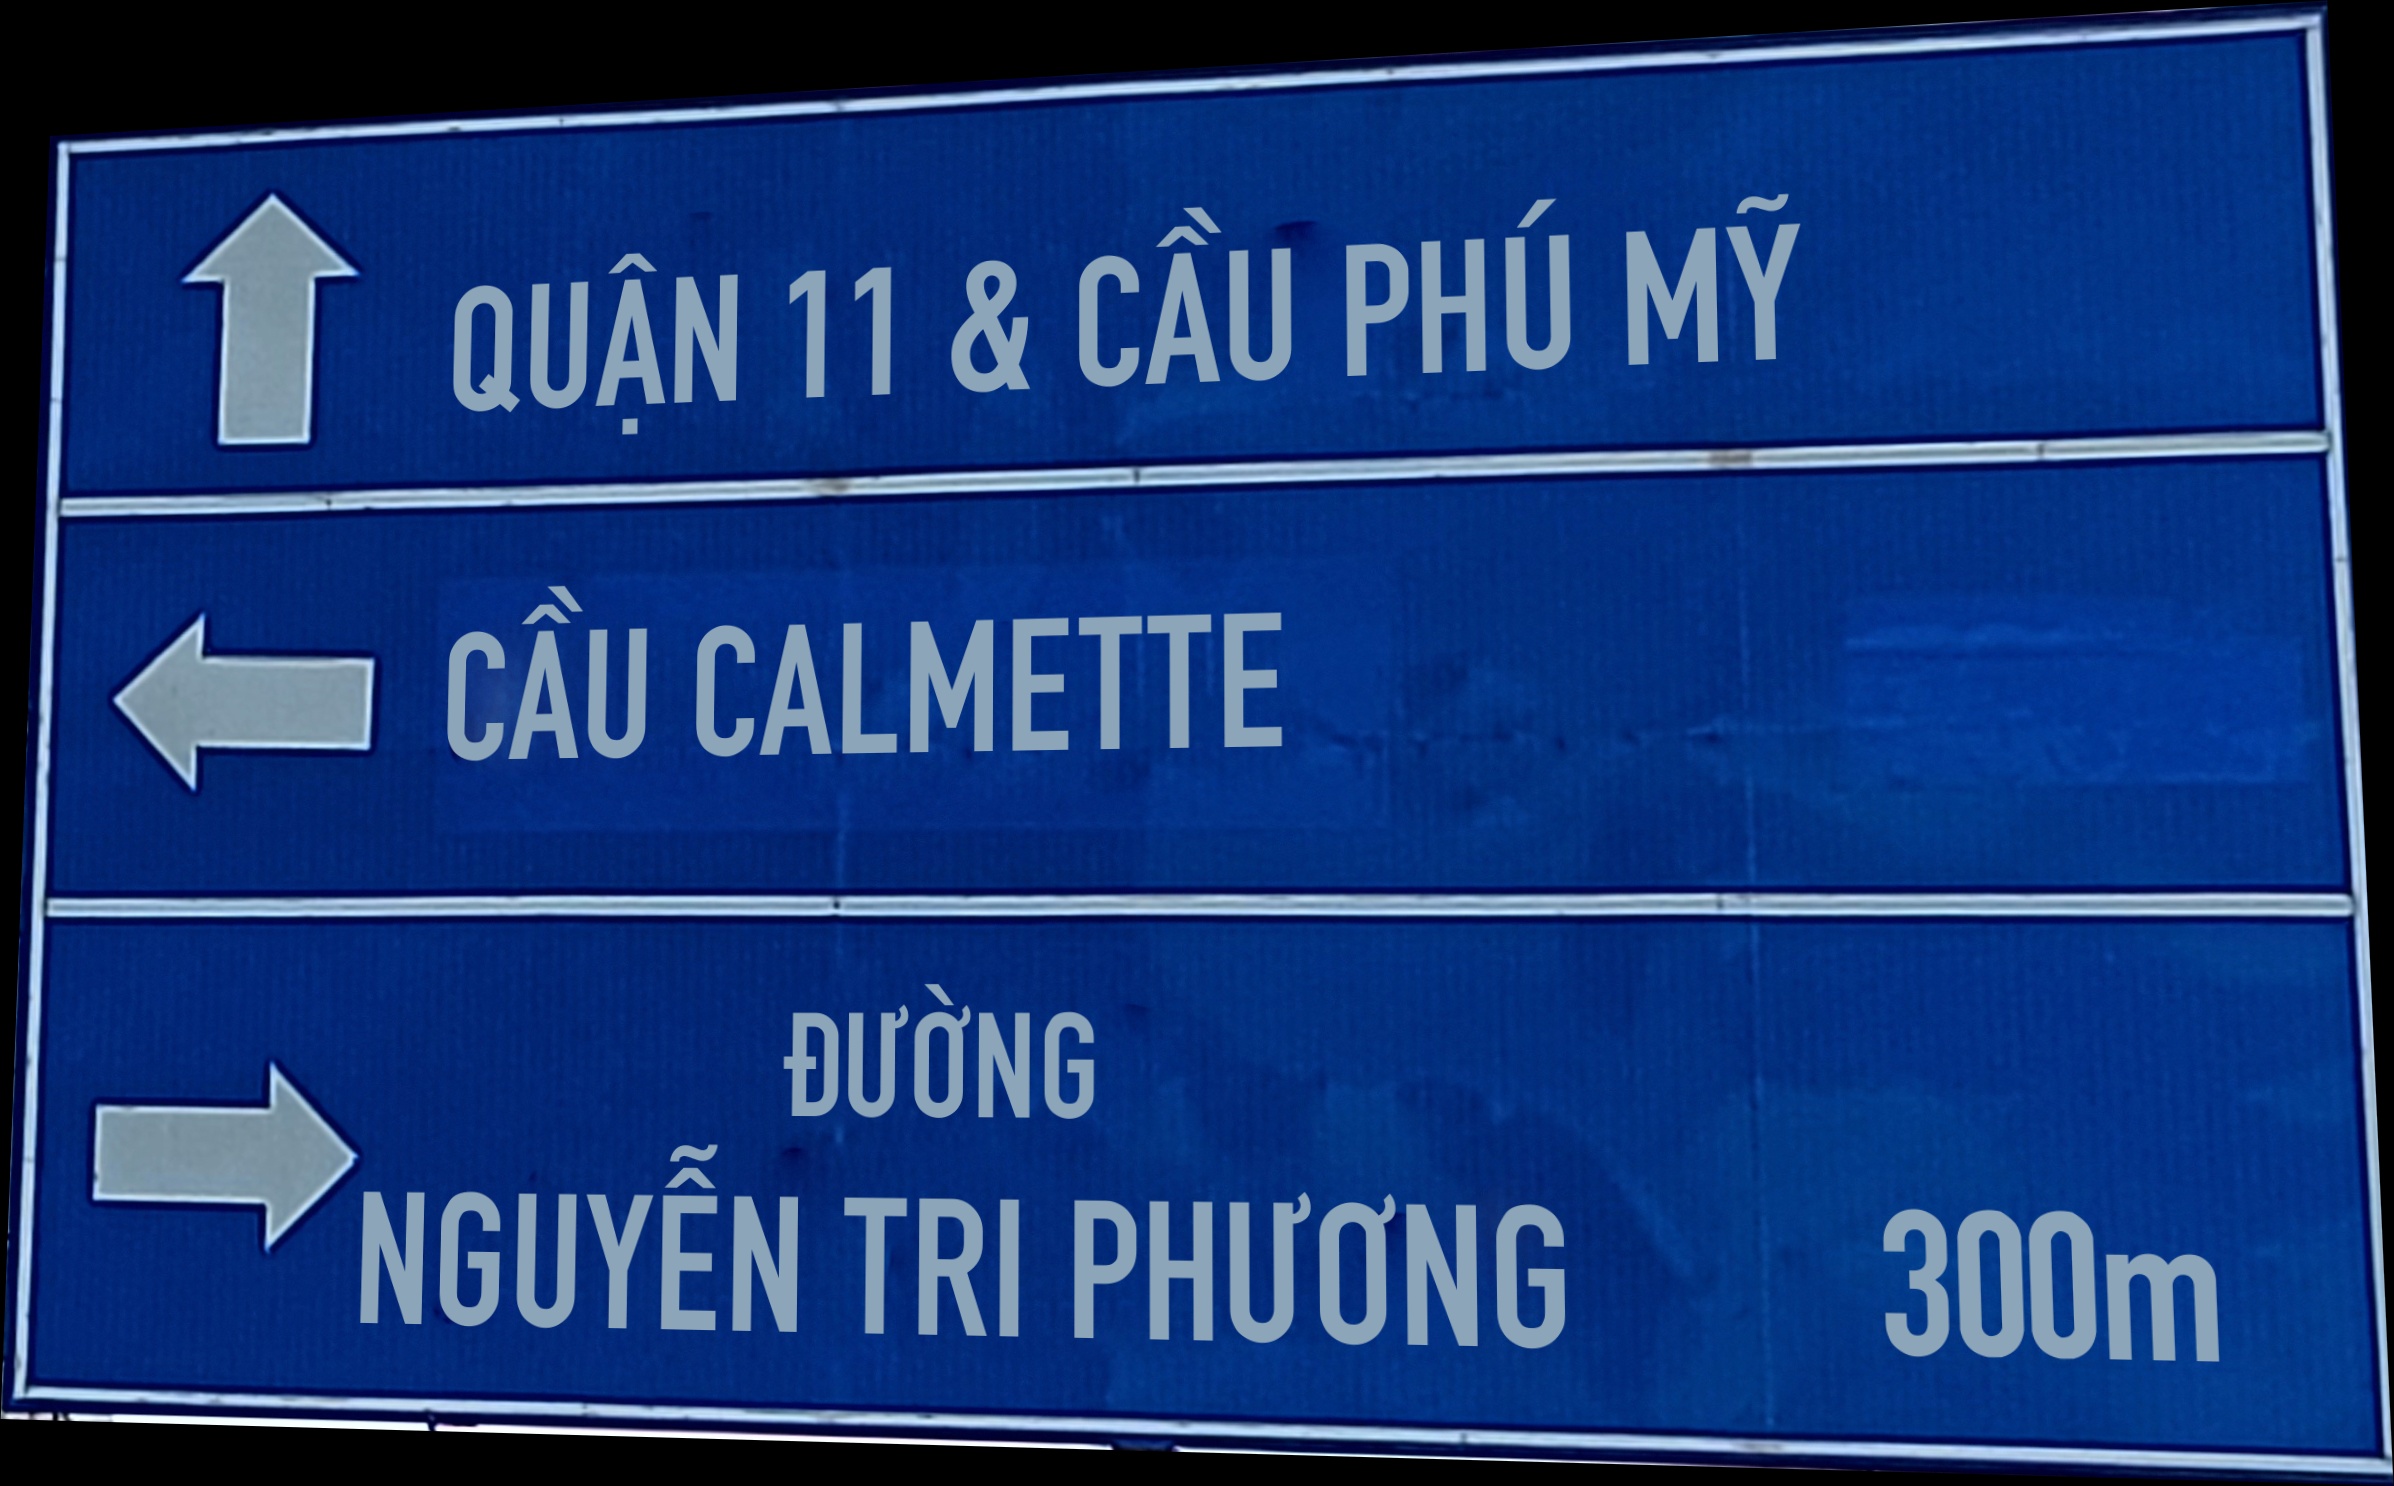 QUẬN 11 & CẦU PHÚ MỸ
CẦU CALMETTE
ĐƯỜNG
NGUYỄN TRI PHƯƠNG 300m